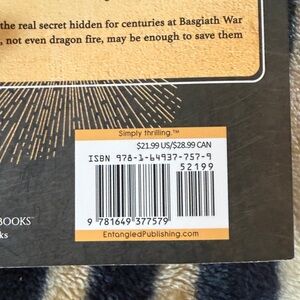 the real secret hidden for centuries at Basgiath War
, not even dragon fire, may be enough to save them
Simply thrilling.™
$21.99 US/$28.99 CAN
ISBN 978-1-64937-757-9
52199
9 781649 377579
EntangledPublishing.com
BOOKS™
ks